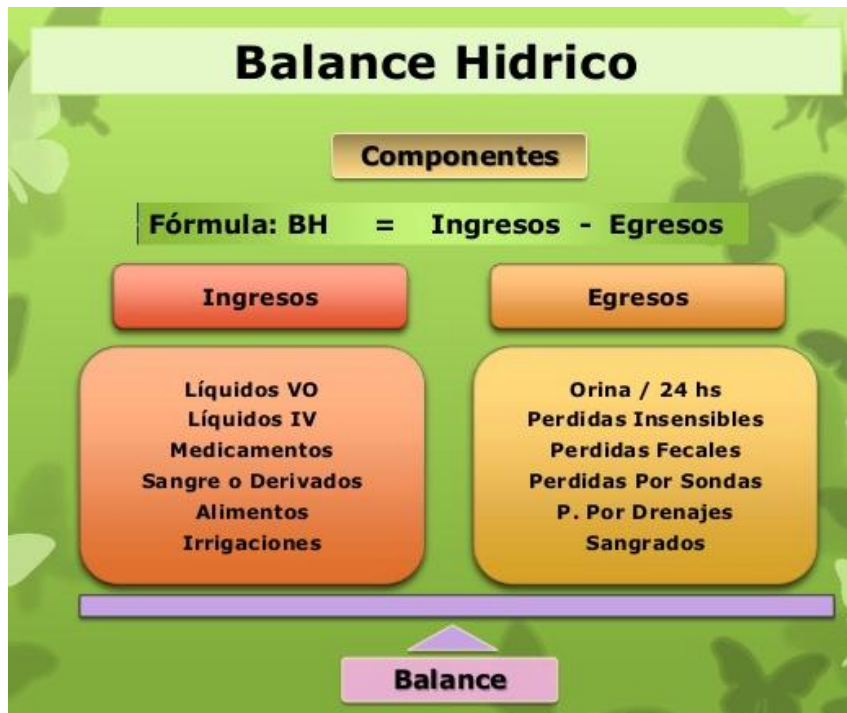 Balance Hidrico
Componentes
Fórmula: BH = Ingresos - Egresos
Ingresos
Líquidos VO
Líquidos IV
Medicamentos
Sangre o Derivados
Alimentos
Irrigaciones
Egresos
Orina / 24 hs
Perdidas Insensibles
Perdidas Fecales
Perdidas Por Sondas
P. Por Drenajes
Sangrados
Balance